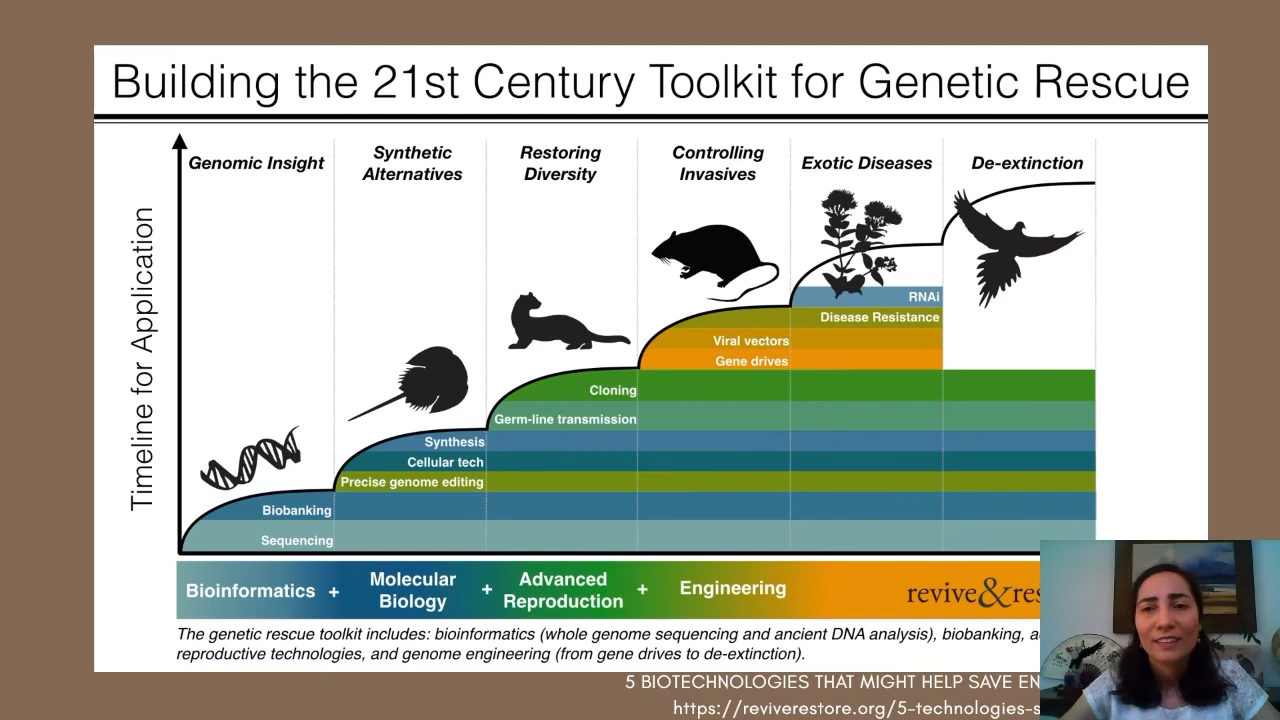 Building the 21st Century Toolkit for Genetic Rescue
Timeline for Application
Genomic Insight
Synthetic
Alternatives
Restoring
Diversity
Controlling
Invasives
Exotic Diseases
De-extinction
RNAi
Disease Resistance
Viral vectors
Gene drives
Cloning
Germ-line transmission
Synthesis
Cellular tech
Precise genome editing
Biobanking
Sequencing
Bioinformatics + Molecular Biology + Advanced Reproduction + Engineering
revive&res
The genetic rescue toolkit includes: bioinformatics (whole genome sequencing and ancient DNA analysis), biobanking,
reproductive technologies, and genome engineering (from gene drives to de-extinction).
5 BIOTECHNOLOGIES THAT MIGHT HELP SAVE EN
https://reviverestore.org/5-technologies-s